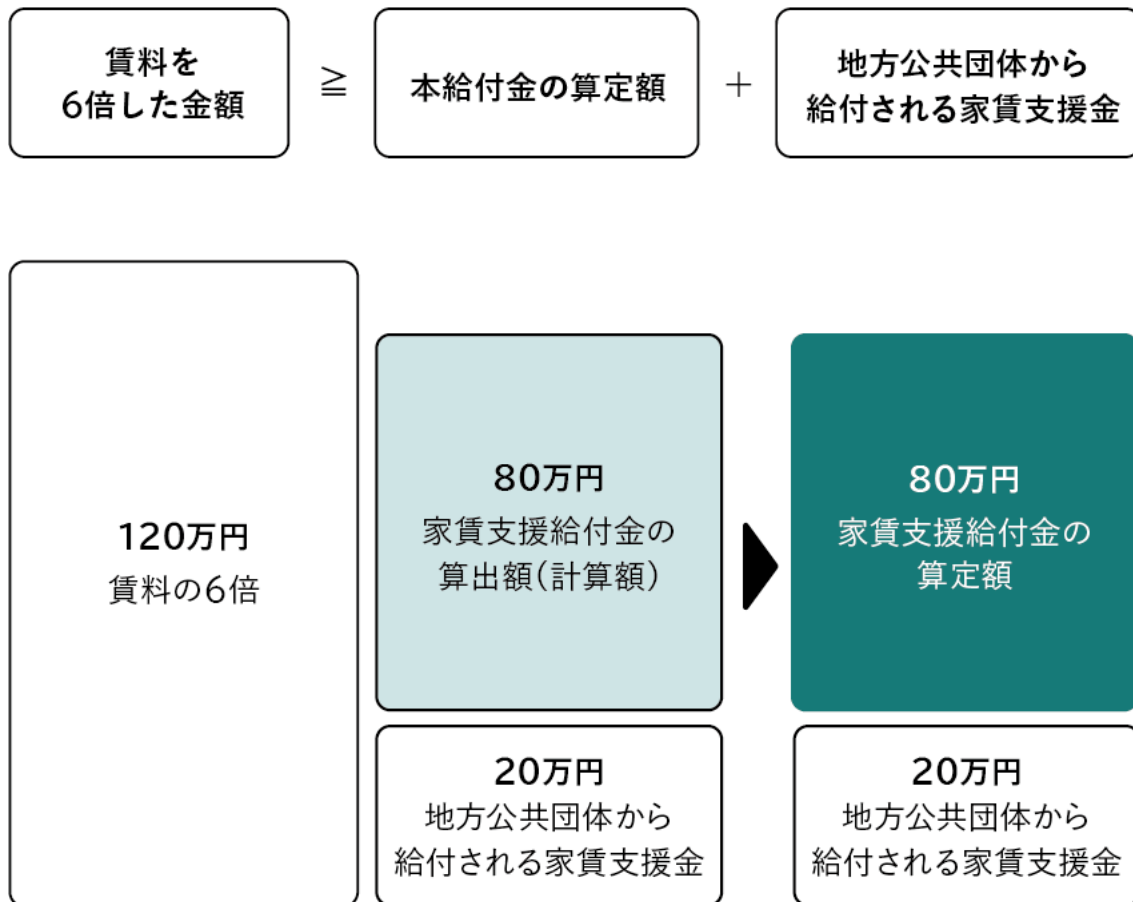 賃料を
6倍した金額
≧
本給付金の算定額
+
地方公共団体から
給付される家賃支援金
120万円
賃料の6倍
80万円
家賃支援給付金の
算出額(計算額)
20万円
地方公共団体から
給付される家賃支援金
80万円
家賃支援給付金の
算定額
20万円
地方公共団体から
給付される家賃支援金